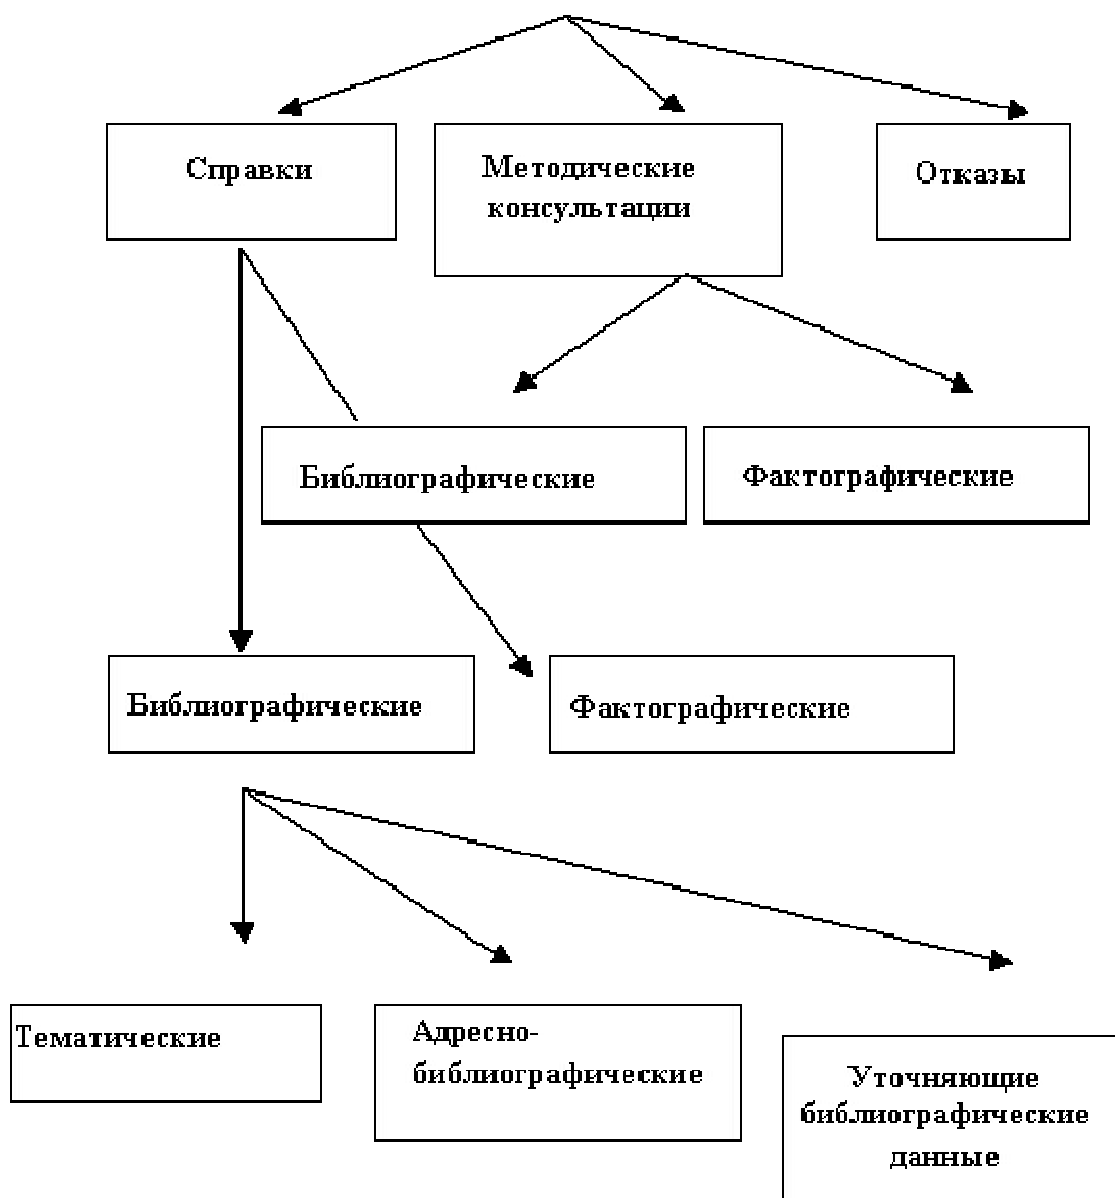 Справки
Методические
консультации
Отказы
Библиографические
Фактографические
Библиографические
Фактографические
Тематические
Адресно-
библиографические
Уточняющие
библиографические
данные